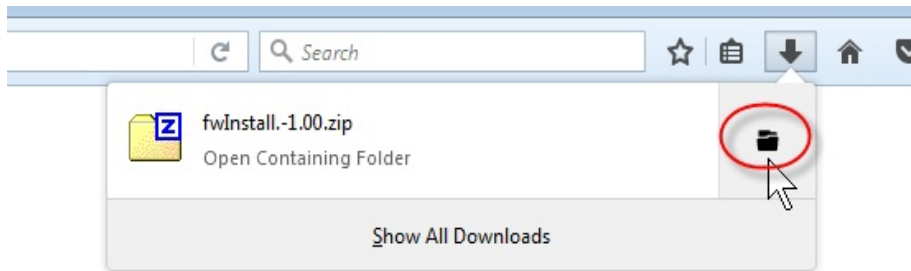 Search
fwInstall.-1.00.zip
Open Containing Folder
Show All Downloads